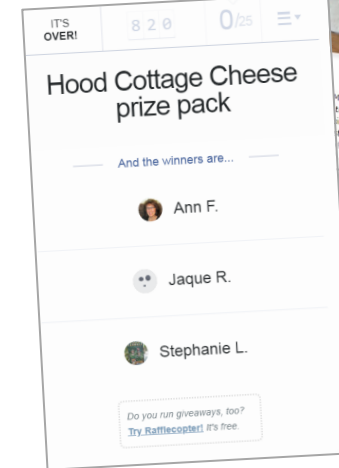 IT'S
OVER!
820
0/25
Hood Cottage Cheese
prize pack
And the winners are...
Ann F.
Jaque R.
Stephanie L.
Do you run giveaways, too?
Try Rafflecopter! It's free.